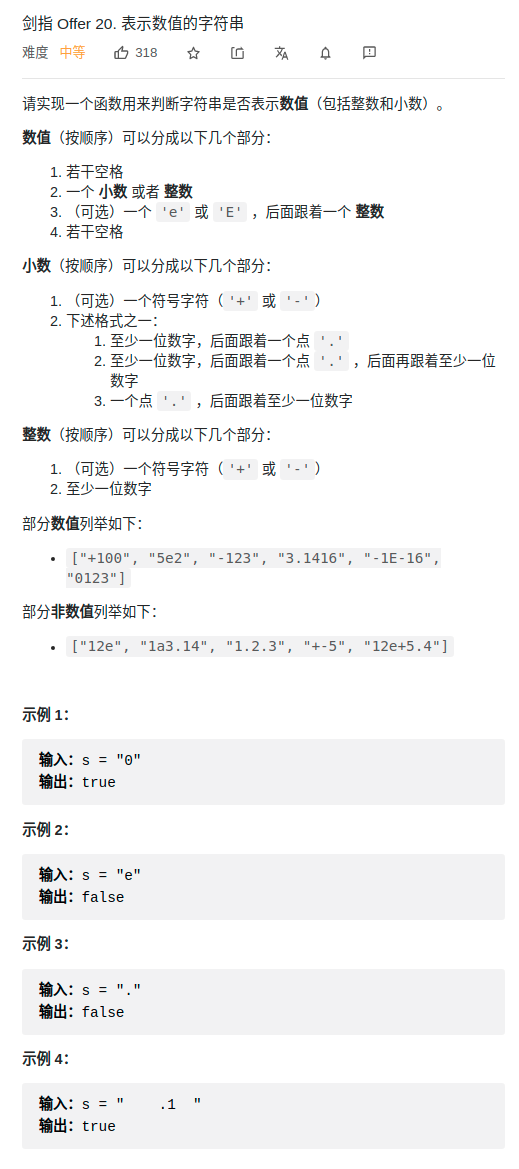 剑指 Offer 20. 表示数值的字符串
难度 中等 318
请实现一个函数用来判断字符串是否表示数值（包括整数和小数）。
数值（按顺序）可以分成以下几个部分：
1. 若干空格
2. 一个 小数 或者 整数
3. （可选）一个 'e' 或 'E' ，后面跟着一个 整数
4. 若干空格
小数（按顺序）可以分成以下几个部分：
1. （可选）一个符号字符（'+' 或 '-'）
2. 下述格式之一：
1. 至少一位数字，后面跟着一个点 '.'
2. 至少一位数字，后面跟着一个点 '.' ，后面再跟着至少一位
数字
3. 一个点 '.' ，后面跟着至少一位数字
整数（按顺序）可以分成以下几个部分：
1. （可选）一个符号字符（'+' 或 '-'）
2. 至少一位数字
部分数值列举如下：
• ["+100", "5e2", "-123", "3.1416", "-1E-16",
"0123"]
部分非数值列举如下：
• ["12e", "1a3.14", "1.2.3", "+-5", "12e+5.4"]
示例 1：
输入：s = "0"
输出：true
示例 2：
输入：s = "e"
输出：false
示例 3：
输入：s = "."
输出：false
示例 4：
输入：s = "    .1  "
输出：true